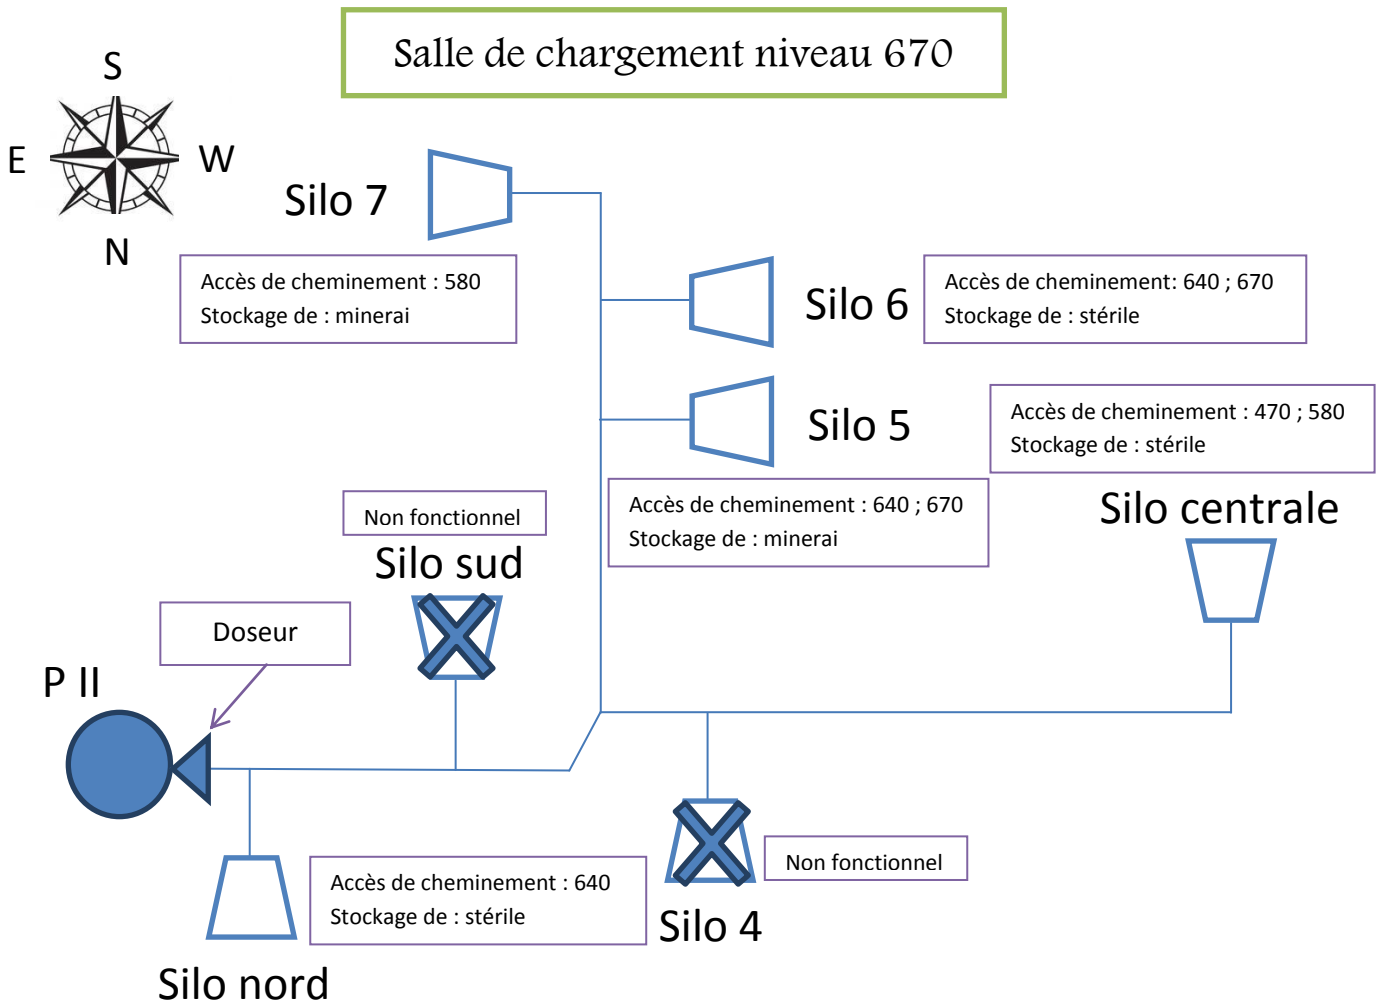 Salle de chargement niveau 670
S
E
W
N
Silo 7
Accès de cheminement : 580
Stockage de : minerai
Silo 6
Accès de cheminement: 640 ; 670
Stockage de : stérile
Silo 5
Accès de cheminement : 640 ; 670
Stockage de : minerai
Accès de cheminement : 470 ; 580
Stockage de : stérile
Silo centrale
Non fonctionnel
Silo sud
Doseur
P II
Accès de cheminement : 640
Stockage de : stérile
Silo nord
Non fonctionnel
Silo 4